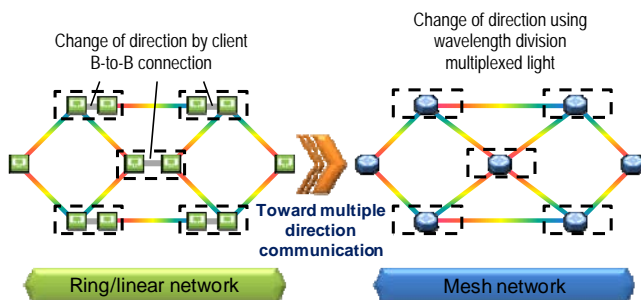 Change of direction by client
B-to-B connection
Change of direction using
wavelength division
multiplexed light
Toward multiple
direction
communication
Ring/linear network
Mesh network